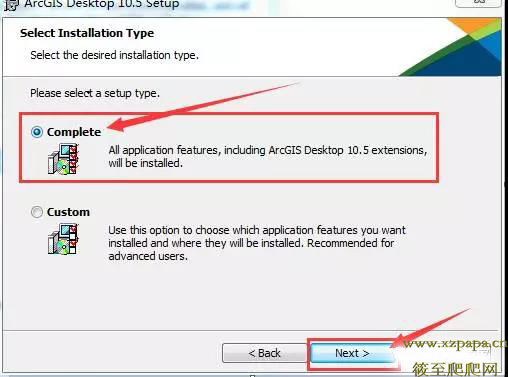 ArcGIS Desktop 10.5 Setup
Select Installation Type
Select the desired installation type.
Please select a setup type.
Complete
All application features, including ArcGIS Desktop 10.5 extensions,
will be installed.
Custom
Use this option to choose which application features you want
installed and where they will be installed. Recommended for
advanced users.
< Back
Next >
www.xzpapa.cn
筱至爬爬网